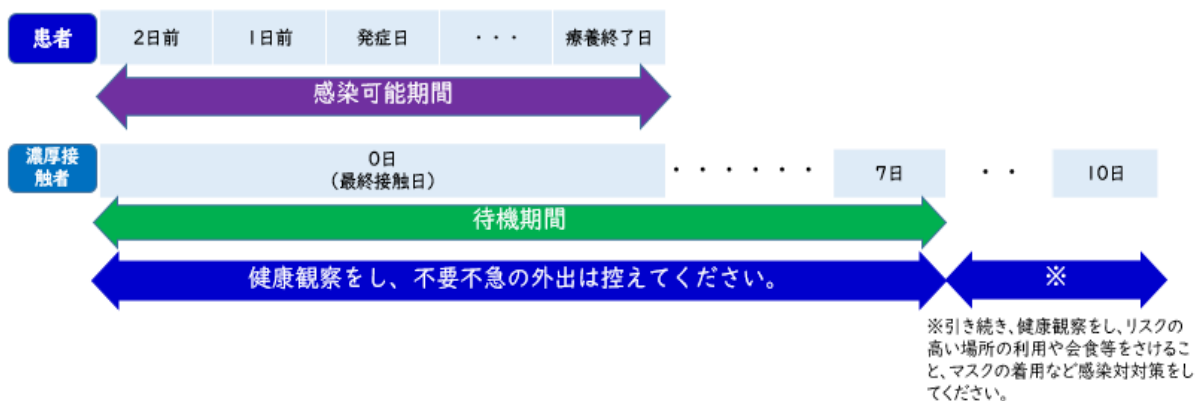 患者
2日前
1日前
発症日
・・・
療養終了日
感染可能期間
濃厚接
触者
0日
(最終接触日)
・・・・・・
7日
・・
10日
待機期間
健康観察をし、不要不急の外出は控えてください。
※
※引き続き、健康観察をし、リスクの
高い場所の利用や会食等をさけるこ
と、マスクの着用など感染対対策をし
てください。